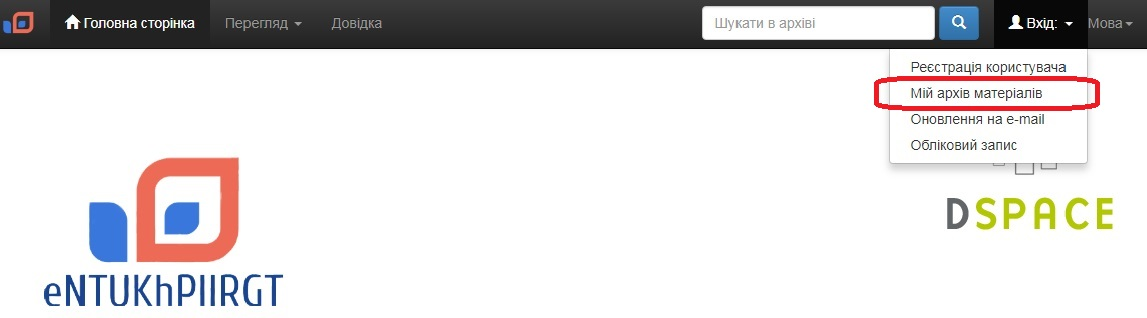 Головна сторінка Перегляд Довідка Шукати в архіві Вхід: Мова
Реєстрація користувача
Мій архів матеріалів
Оновлення на e-mail
Обліковий запис
DSPACE
eNTUKhPIIRGT